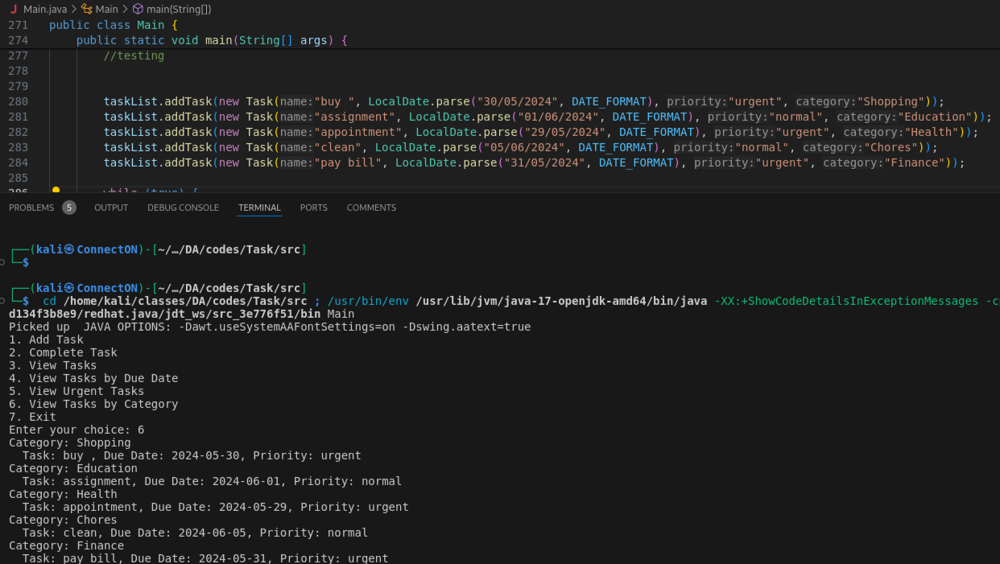 Main.java > Main > main(String[])
271 public class Main {
274 public static void main(String[] args) {
277 //testing
278
279
280 taskList.addTask(new Task(name:"buy ", LocalDate.parse("30/05/2024", DATE_FORMAT), priority:"urgent", category:"Shopping"));
281 taskList.addTask(new Task(name:"assignment", LocalDate.parse("01/06/2024", DATE_FORMAT), priority:"normal", category:"Education"));
282 taskList.addTask(new Task(name:"appointment", LocalDate.parse("29/05/2024", DATE_FORMAT), priority:"urgent", category:"Health"));
283 taskList.addTask(new Task(name:"clean", LocalDate.parse("05/06/2024", DATE_FORMAT), priority:"normal", category:"Chores"));
284 taskList.addTask(new Task(name:"pay bill", LocalDate.parse("31/05/2024", DATE_FORMAT), priority:"urgent", category:"Finance"));
285
286 while (true) {
PROBLEMS 5 OUTPUT DEBUG CONSOLE TERMINAL PORTS COMMENTS
┌──(kali㉿ConnectON)-[~/…/DA/codes/Task/src]
└─$
┌──(kali㉿ConnectON)-[~/…/DA/codes/Task/src]
└─$ cd /home/kali/classes/DA/codes/Task/src ; /usr/bin/env /usr/lib/jvm/java-17-openjdk-amd64/bin/java -XX:+ShowCodeDetailsInExceptionMessages
d134f3b8e9/redhat.java/jdt_ws/src_3e776f51/bin Main
Picked up _JAVA_OPTIONS: -Dawt.useSystemAAFontSettings=on -Dswing.aatext=true
1. Add Task
2. Complete Task
3. View Tasks
4. View Tasks by Due Date
5. View Urgent Tasks
6. View Tasks by Category
7. Exit
Enter your choice: 6
Category: Shopping
Task: buy , Due Date: 2024-05-30, Priority: urgent
Category: Education
Task: assignment, Due Date: 2024-06-01, Priority: normal
Category: Health
Task: appointment, Due Date: 2024-05-29, Priority: urgent
Category: Chores
Task: clean, Due Date: 2024-06-05, Priority: normal
Category: Finance
Task: pay bill, Due Date: 2024-05-31, Priority: urgent